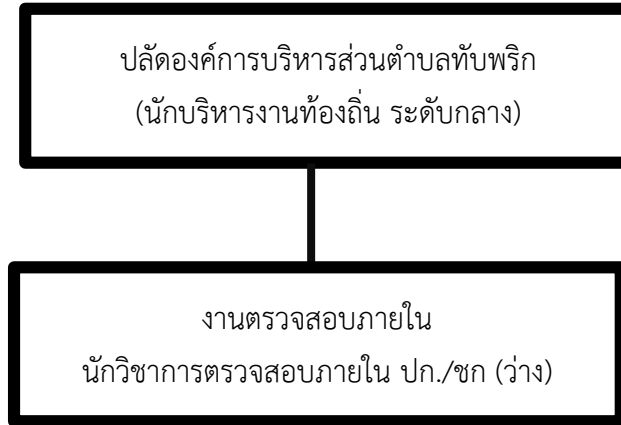 ปลัดองค์การบริหารส่วนตำบลทับพริก
(นักบริหารงานท้องถิ่น ระดับกลาง)
งานตรวจสอบภายใน
นักวิชาการตรวจสอบภายใน ปก./ชก (ว่าง)